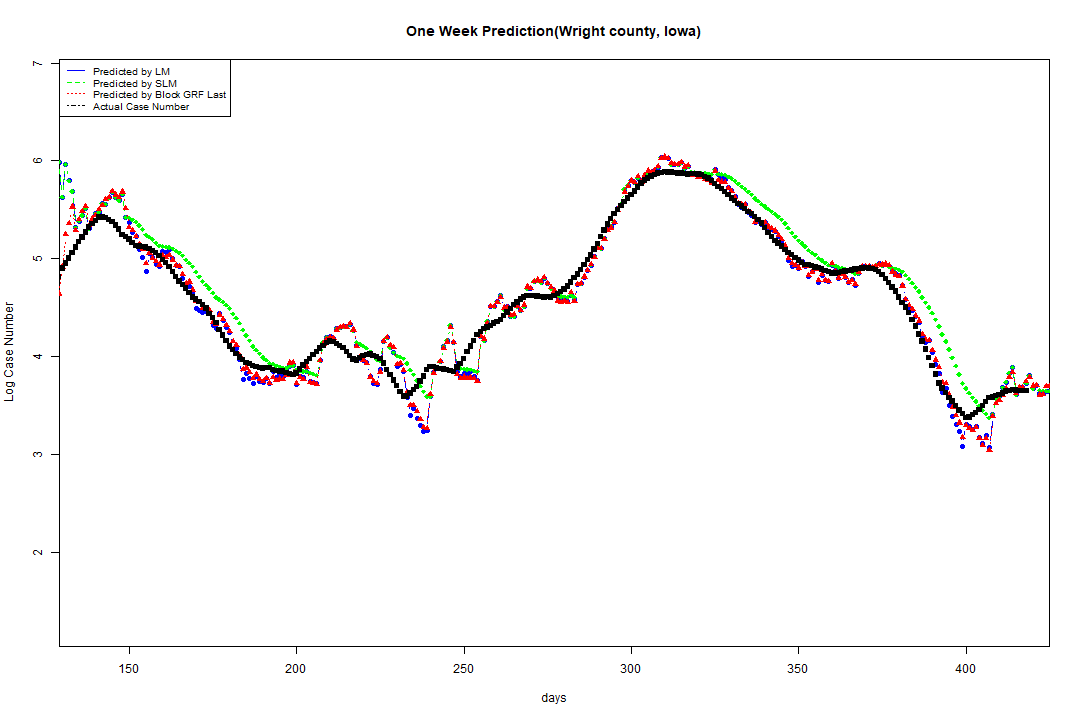 One Week Prediction(Wright county, Iowa)
Predicted by LM
Predicted by SLM
Predicted by Block GRF Last
Actual Case Number
Log Case Number
7
6
5
4
3
2
150 200 250 300 350 400
days